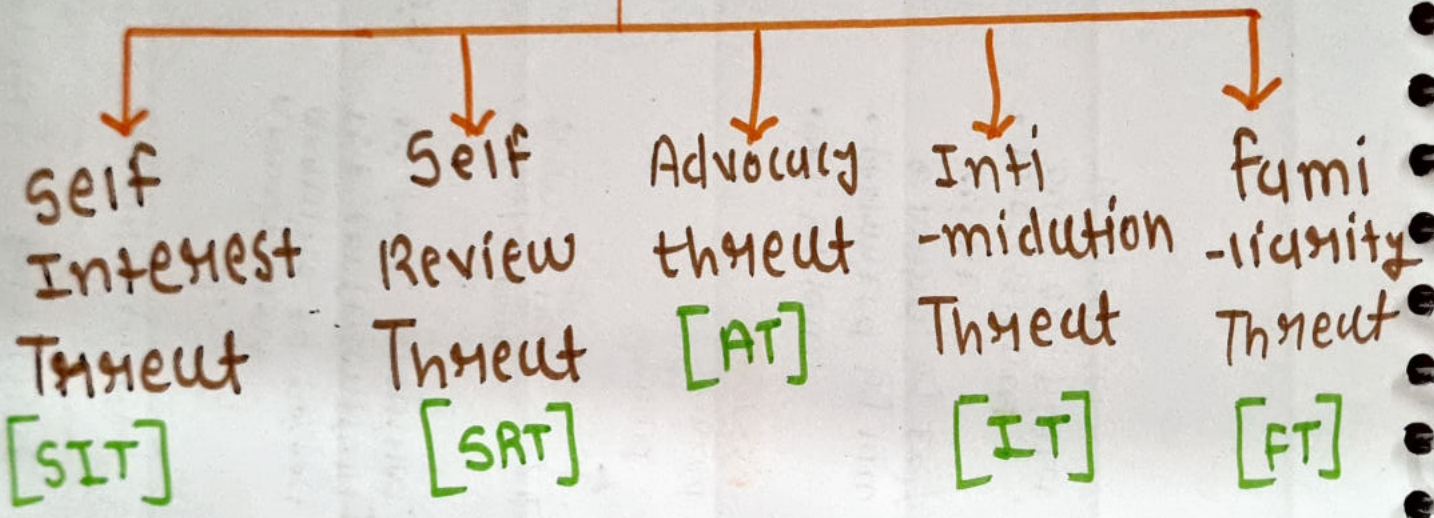 Self
Interest
Threat
[SIT]
Self
Review
Threat
[SRT]
Advocacy
threat
[AT]
Inti
-midation
Threat
[IT]
Fami
-liarity
Threat
[FT]